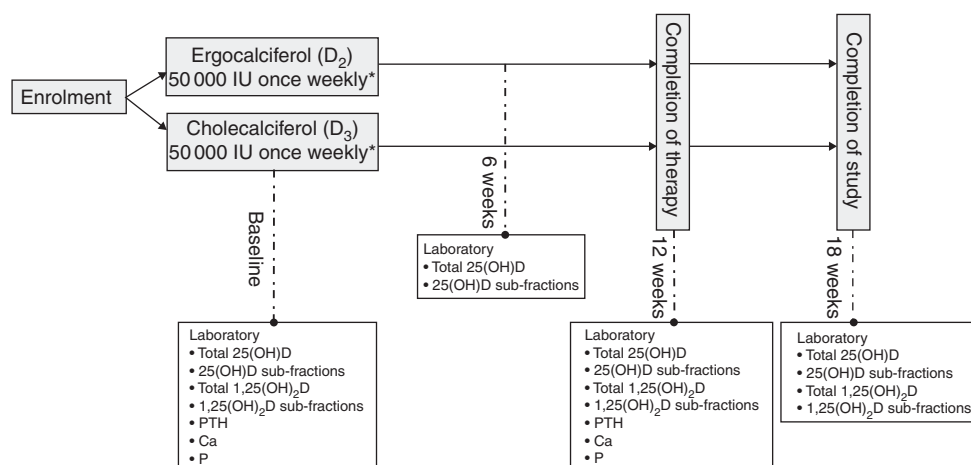 Enrolment
Ergocalciferol (D₂)
50 000 IU once weekly*
Cholecalciferol (D₃)
50 000 IU once weekly*
Completion of therapy
Completion of study
Baseline
6 weeks
12 weeks
18 weeks
Laboratory
• Total 25(OH)D
• 25(OH)D sub-fractions
Laboratory
• Total 25(OH)D
• 25(OH)D sub-fractions
• Total 1,25(OH)₂D
• 1,25(OH)₂D sub-fractions
• PTH
• Ca
• P
Laboratory
• Total 25(OH)D
• 25(OH)D sub-fractions
• Total 1,25(OH)₂D
• 1,25(OH)₂D sub-fractions
• PTH
• Ca
• P
Laboratory
• Total 25(OH)D
• 25(OH)D sub-fractions
• Total 1,25(OH)₂D
• 1,25(OH)₂D sub-fractions